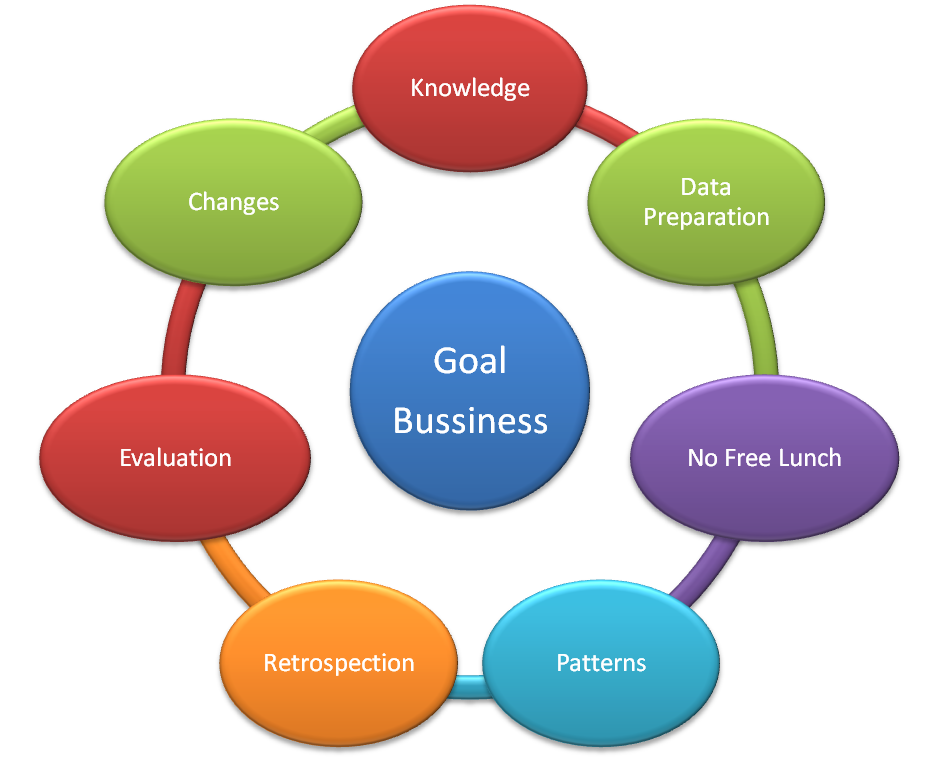 Knowledge
Data
Preparation
Changes
Goal
Bussiness
No Free Lunch
Evaluation
Patterns
Retrospection